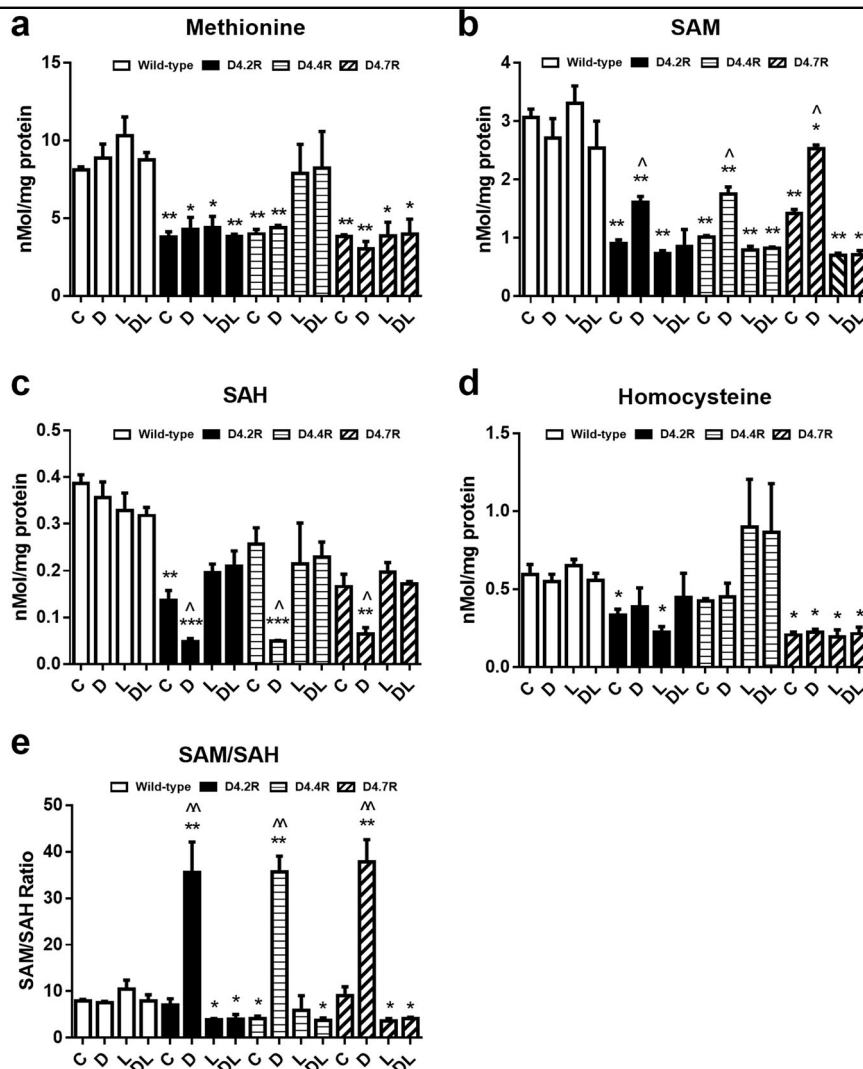 a
Methionine
Wild-type D4.2R D4.4R D4.7R
nMol/mg protein
15
10
5
0
** * * ** ** ** ** ** * *
C D L DL C D L DL C D L DL C D L DL
b
SAM
Wild-type D4.2R D4.4R D4.7R
nMol/mg protein
4
3
2
1
0
^ ^ ^
** ** ** ** ** ** ** ** * ** *
C D L DL C D L DL C D L DL C D L DL
c
SAH
Wild-type D4.2R D4.4R D4.7R
nMol/mg protein
0.5
0.4
0.3
0.2
0.1
0.0
^ ^ ^
** *** *** **
C D L DL C D L DL C D L DL C D L DL
d
Homocysteine
Wild-type D4.2R D4.4R D4.7R
nMol/mg protein
1.5
1.0
0.5
0.0
* * * * * *
C D L DL C D L DL C D L DL C D L DL
e
SAM/SAH
Wild-type D4.2R D4.4R D4.7R
SAM/SAH Ratio
50
40
30
20
10
0
^^ ^^ ^^
** * * * ** * ** * *
C D L DL C D L DL C D L DL C D L DL